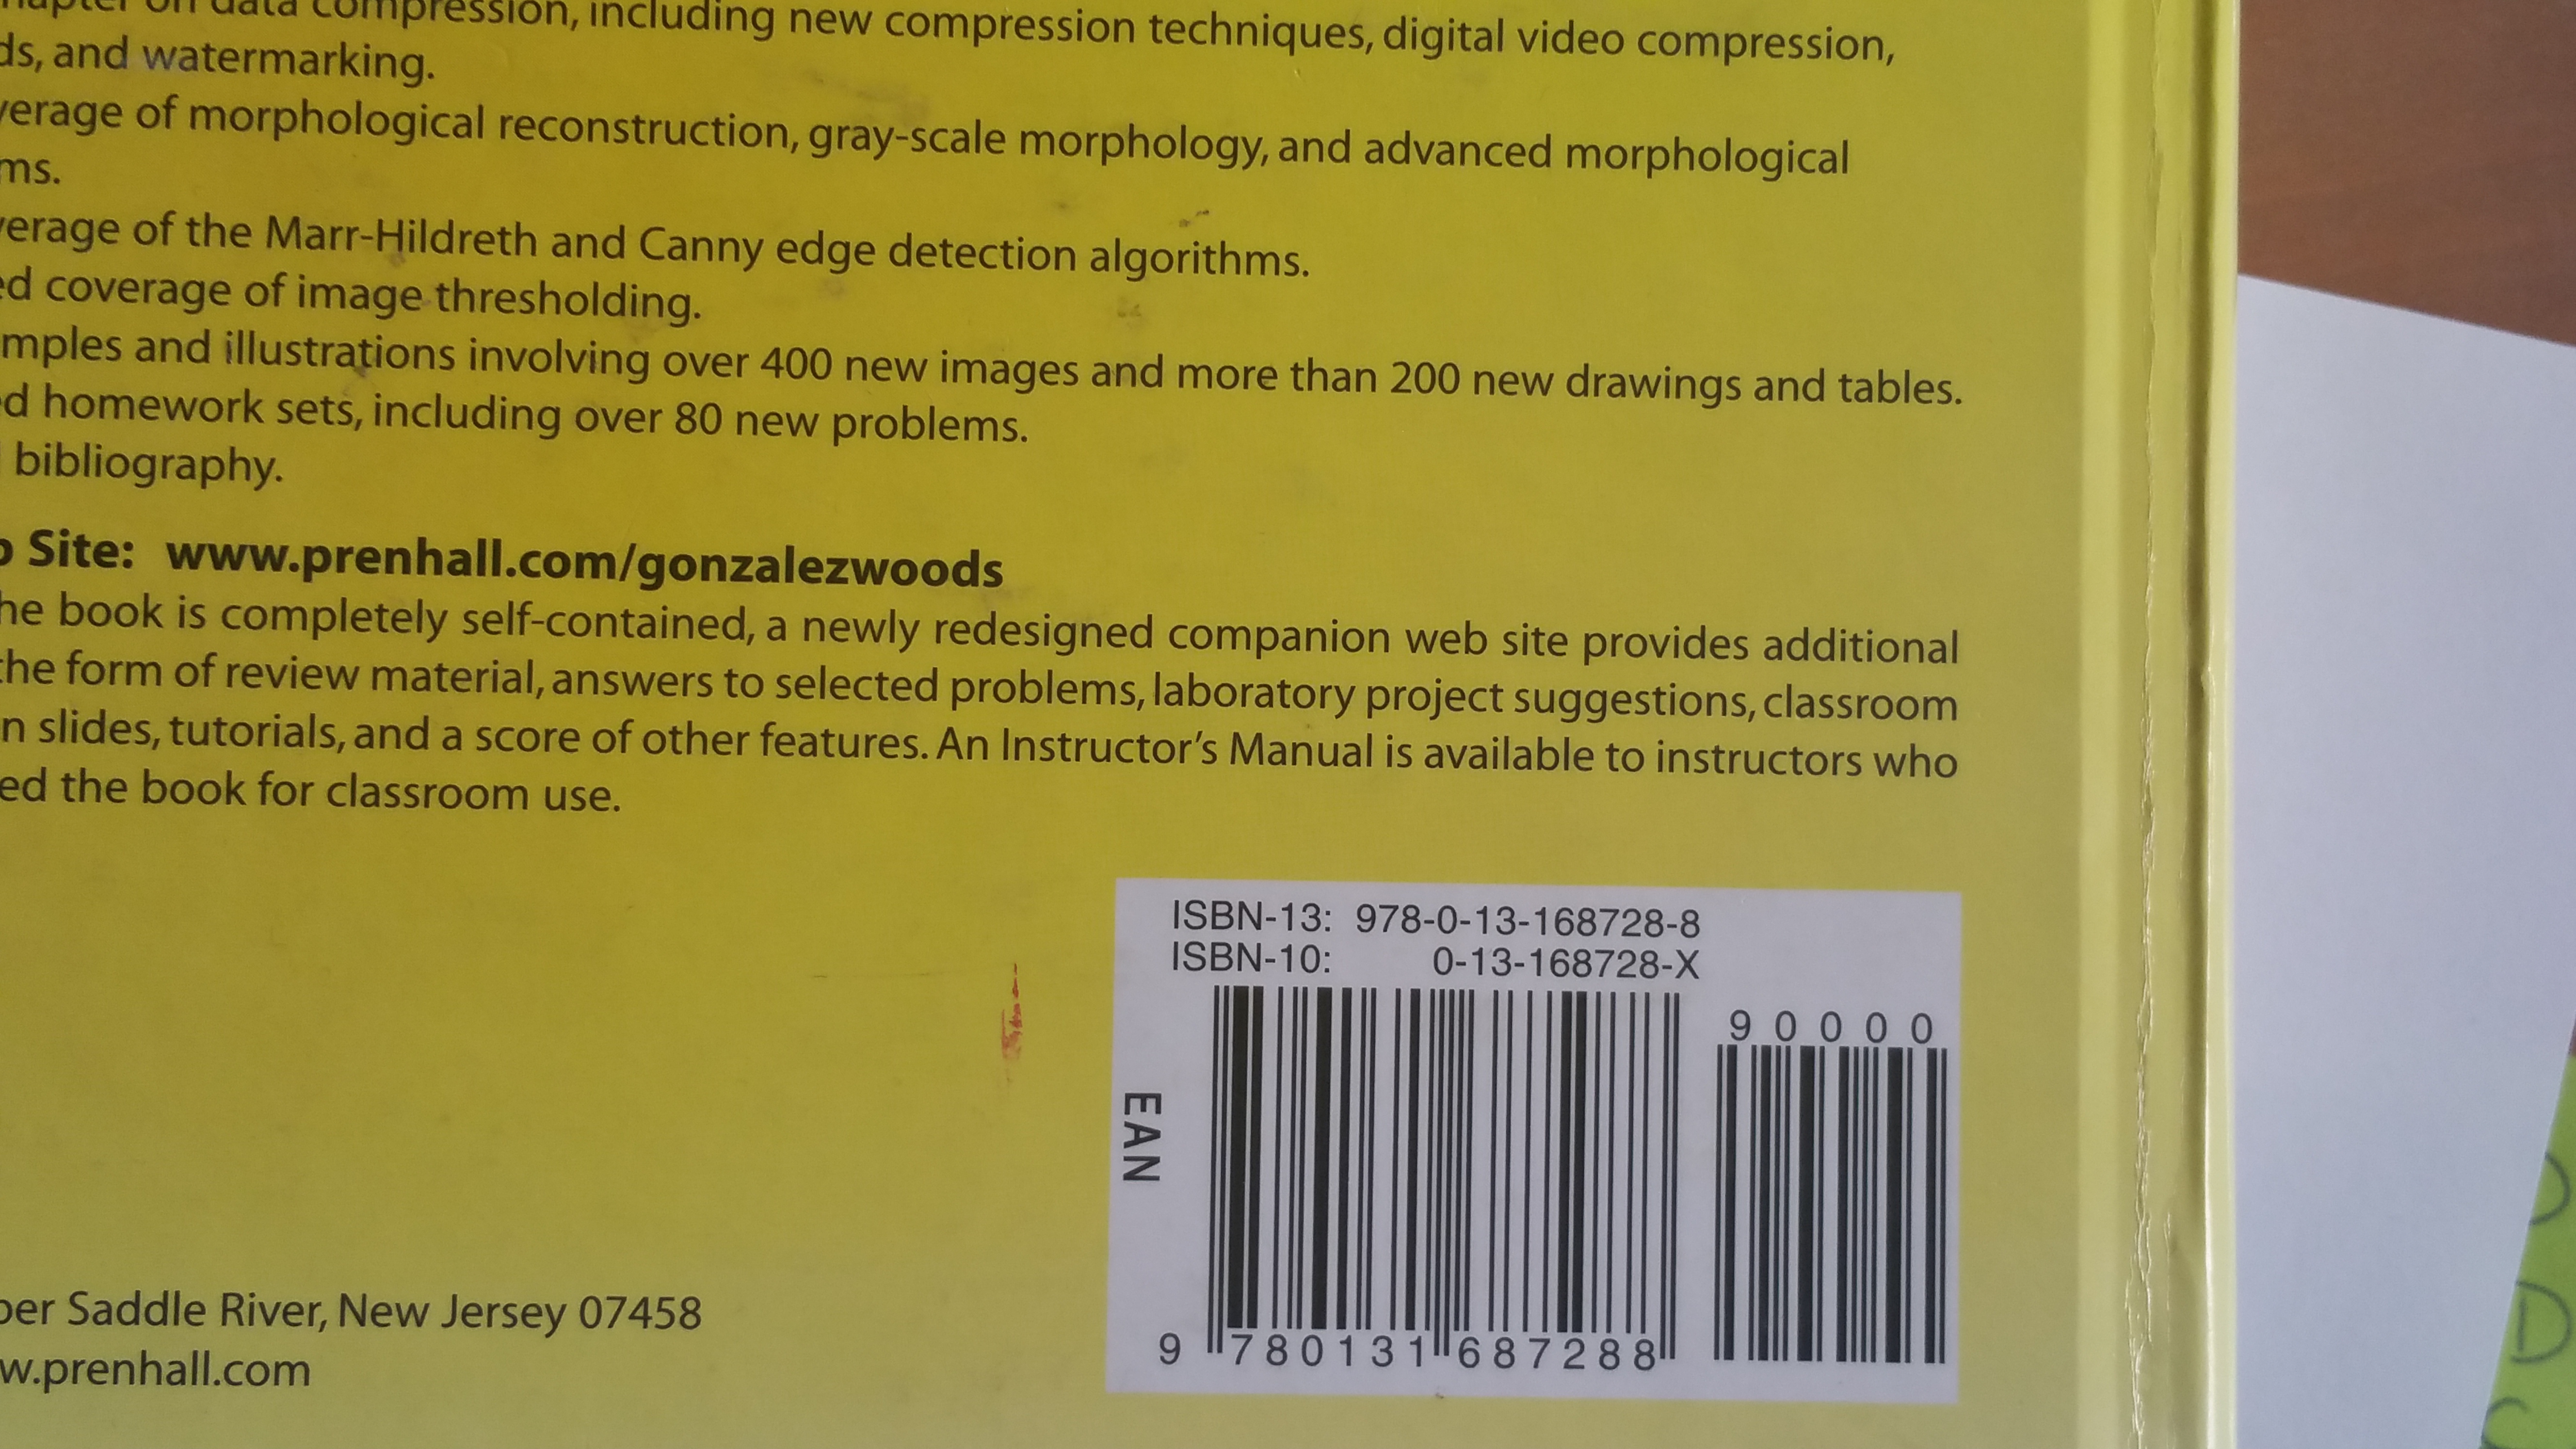 apter on data compression, including new compression techniques, digital video compression,
ds, and watermarking.
verage of morphological reconstruction, gray-scale morphology, and advanced morphological
ms.
verage of the Marr-Hildreth and Canny edge detection algorithms.
ed coverage of image thresholding.
mples and illustrations involving over 400 new images and more than 200 new drawings and tables.
ed homework sets, including over 80 new problems.
bibliography.
b Site: www.prenhall.com/gonzalezwoods
he book is completely self-contained, a newly redesigned companion web site provides additional
the form of review material, answers to selected problems, laboratory project suggestions, classroom
n slides, tutorials, and a score of other features. An Instructor's Manual is available to instructors who
ed the book for classroom use.
ISBN-13: 978-0-13-168728-8
ISBN-10: 0-13-168728-X
90000
EAN
9 780131 687288
per Saddle River, New Jersey 07458
w.prenhall.com